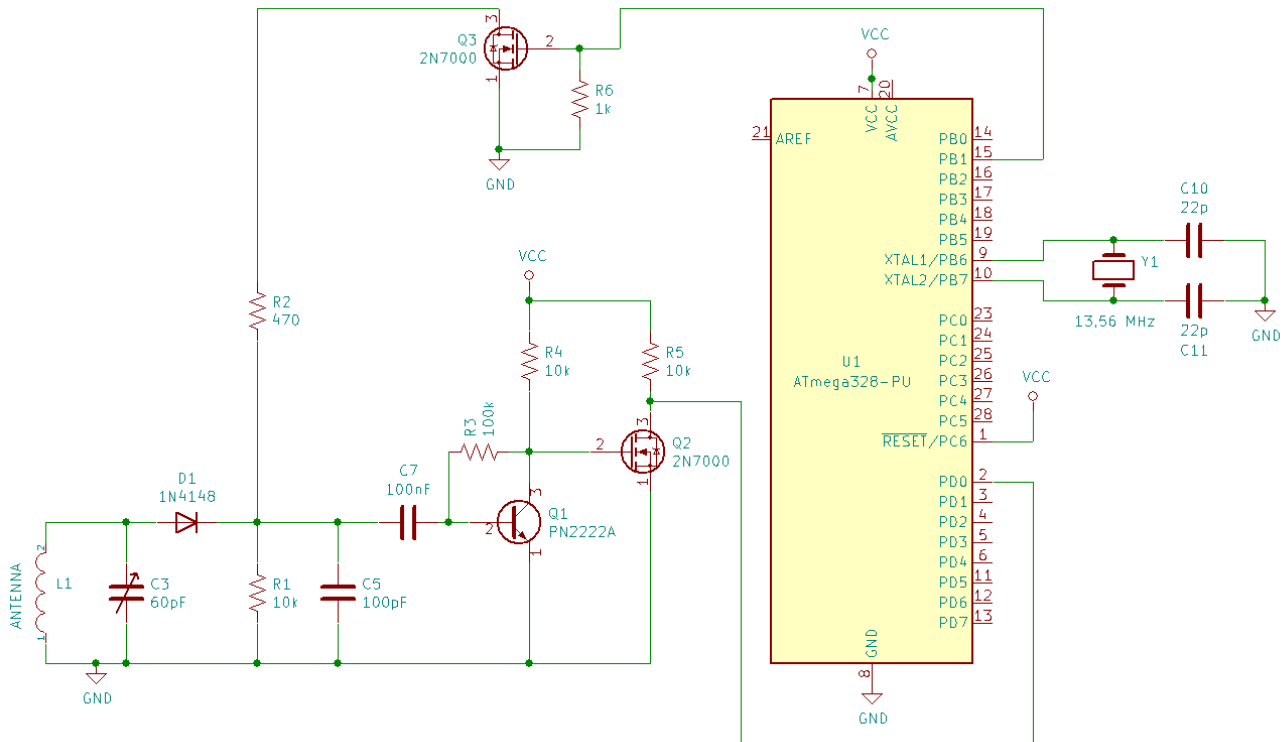 3
Q3
2N7000
2
1
R6
1k
GND
VCC
7
20
VCC
AVCC
21
AREF
PB0
14
PB1
15
PB2
16
PB3
17
PB4
18
PB5
19
XTAL1/PB6
9
XTAL2/PB7
10
PC0
23
PC1
24
PC2
25
PC3
26
PC4
27
PC5
28
RESET/PC6
1
PD0
2
PD1
3
PD2
4
PD3
5
PD4
6
PD5
11
PD6
12
PD7
13
U1
ATmega328-PU
GND
8
GND
C10
22p
Y1
13,56 MHz
22p
C11
GND
VCC
VCC
R2
470
R4
10k
R5
10k
R3
100k
2
3
Q2
2N7000
1
C7
100nF
3
2
Q1
PN2222A
1
D1
1N4148
ANTENNA
2
L1
1
C3
60pF
R1
10k
C5
100pF
GND